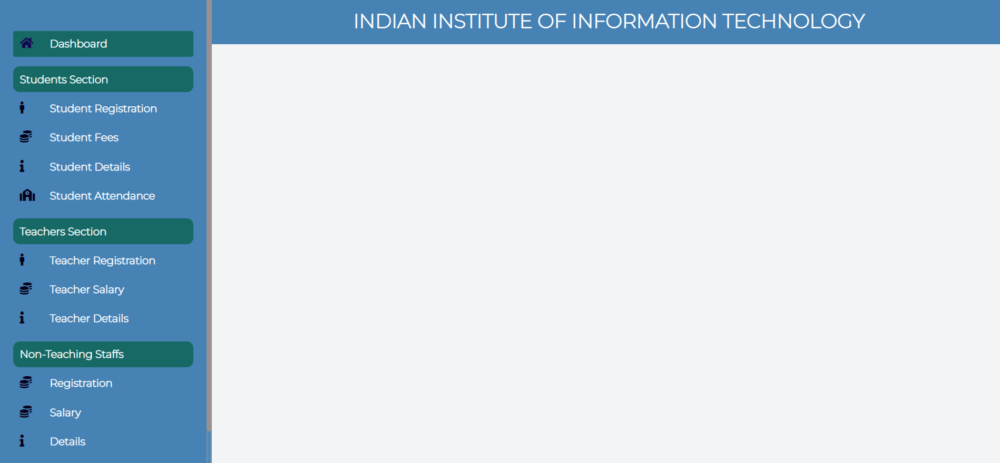 INDIAN INSTITUTE OF INFORMATION TECHNOLOGY
Dashboard
Students Section
Student Registration
Student Fees
Student Details
Student Attendance
Teachers Section
Teacher Registration
Teacher Salary
Teacher Details
Non-Teaching Staffs
Registration
Salary
Details